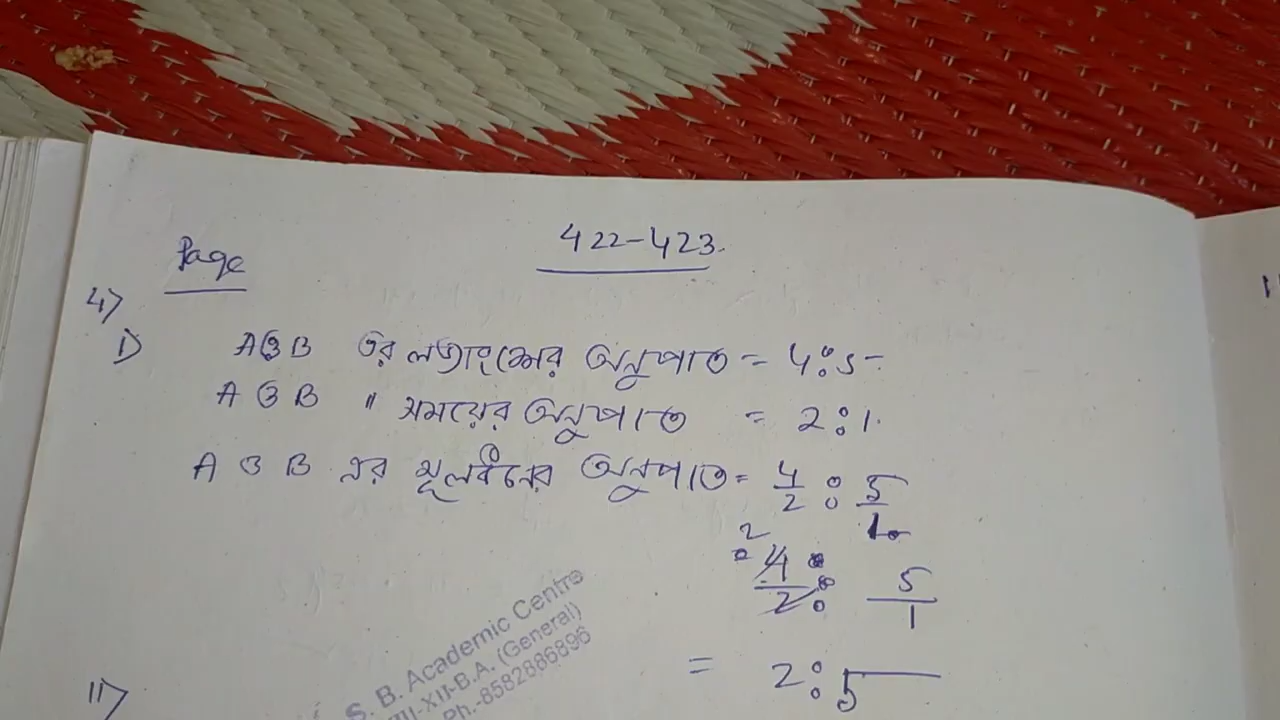 Page 422-423.
4)
i) A ও B এর লভ্যাংশের অনুপাত = 4:5
A ও B " সময়ের অনুপাত = 2:1.
A ও B এর মূলধনের অনুপাত = 4/2 : 5/1
2
4/2 : 5/1
= 2:5
ii)
S. B. Academic Centre
-XII-B.A. (General)
Ph.-8582886896